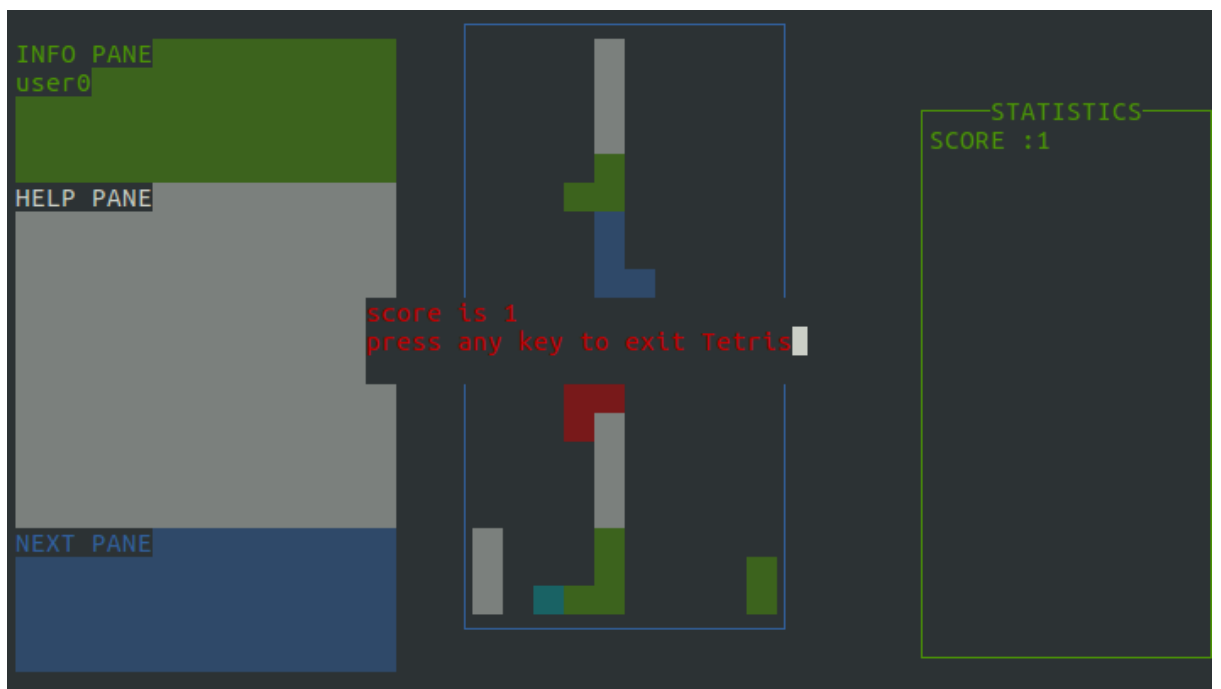 INFO PANE
user0
HELP PANE
NEXT PANE
score is 1
press any key to exit Tetris
STATISTICS
SCORE :1